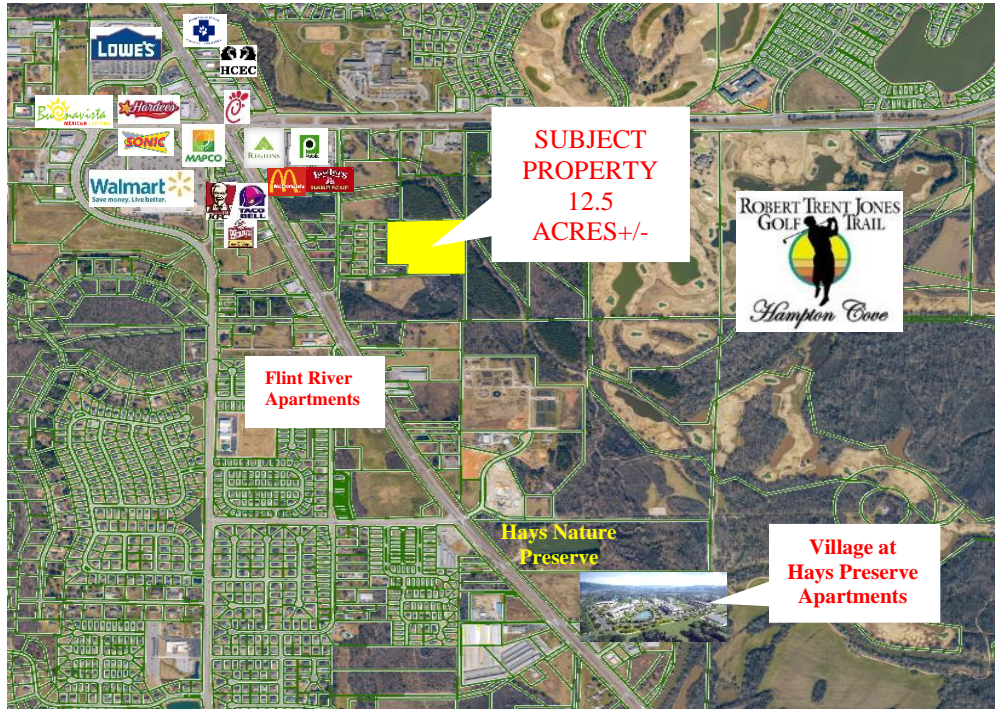 LOWE'S
HCEC
Buenavista
MEXICAN
Hardee's
SONIC
MAPCO
REGIONS
Publix
SUBJECT
PROPERTY
12.5
ACRES+/-
Walmart
Save money. Live better.
KFC
TACO
BELL
McDonald's
ROBERT TRENT JONES
GOLF TRAIL
Hampton Cove
Flint River
Apartments
Hays Nature
Preserve
Village at
Hays Preserve
Apartments